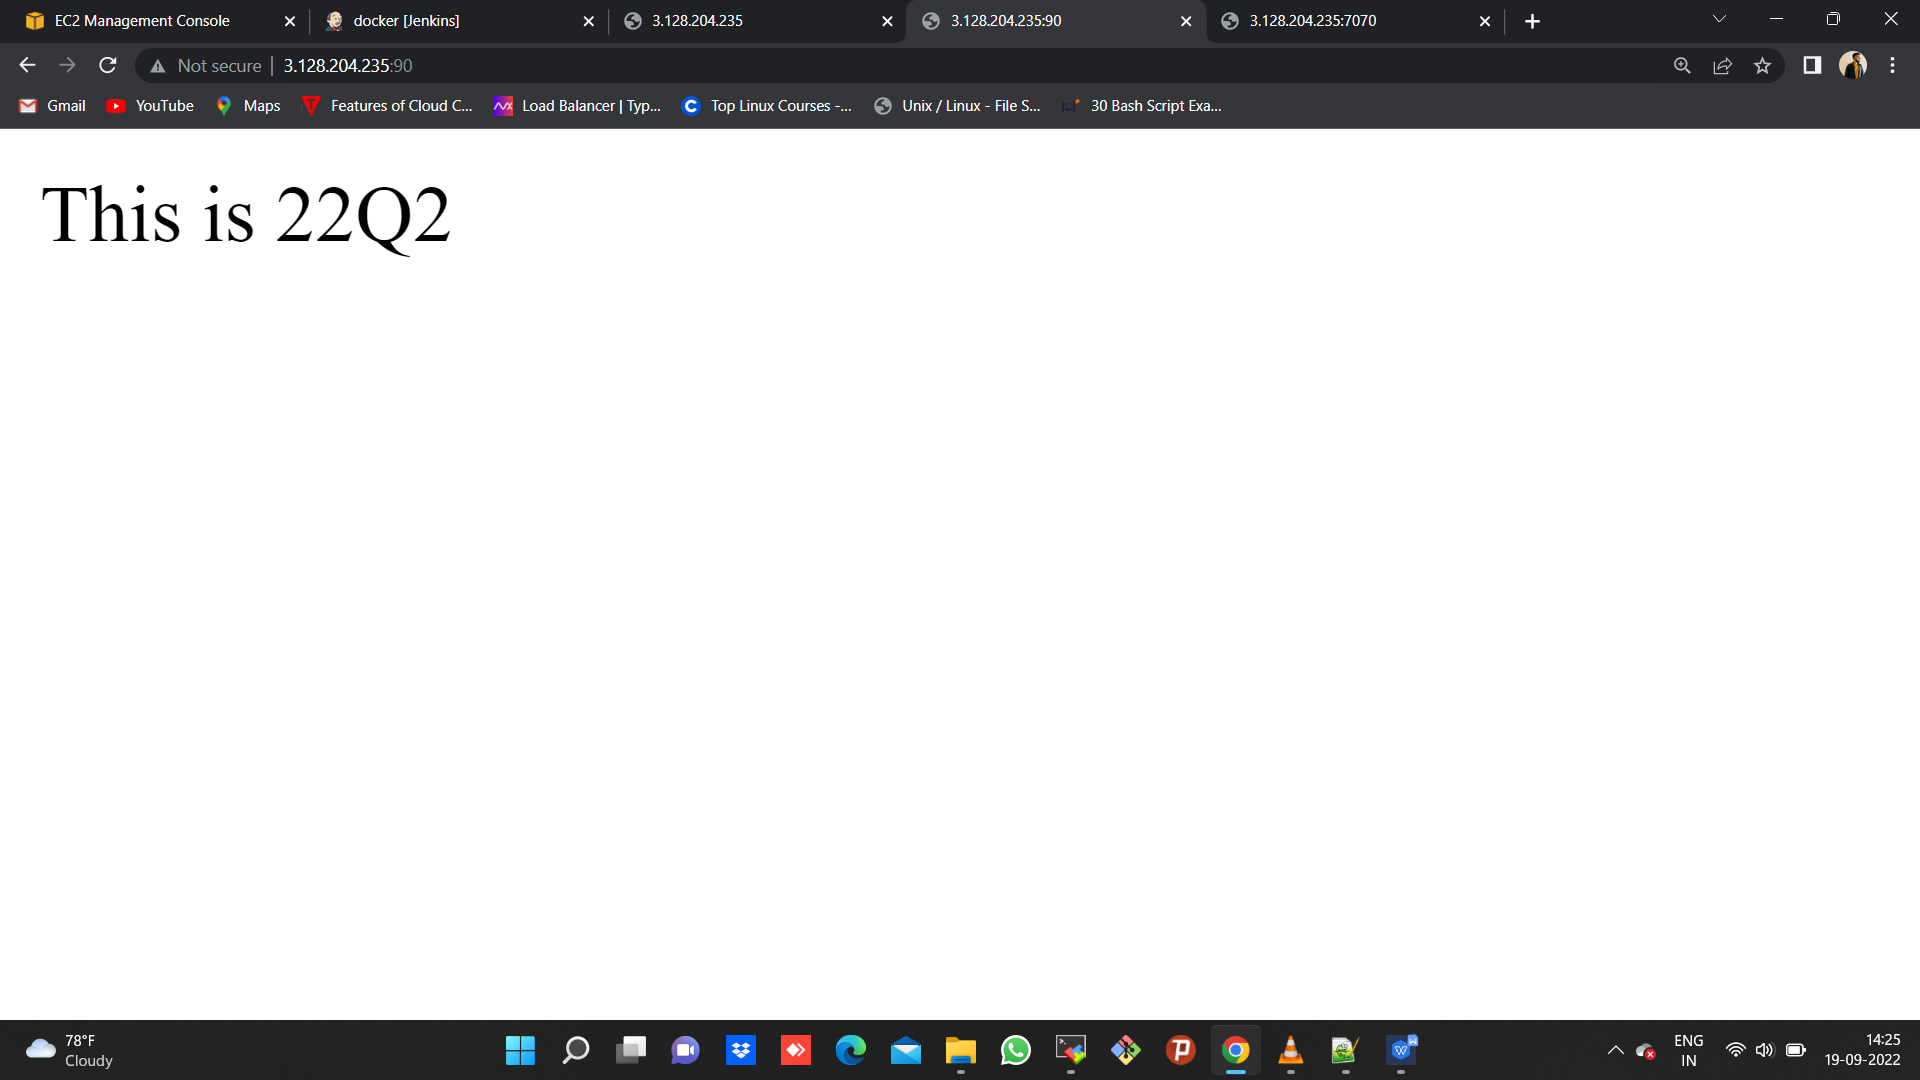 EC2 Management Console
docker [Jenkins]
3.128.204.235
3.128.204.235:90
3.128.204.235:7070
Not secure
3.128.204.235:90
Gmail
YouTube
Maps
Features of Cloud C...
Load Balancer | Typ...
Top Linux Courses -...
Unix / Linux - File S...
30 Bash Script Exa...
This is 22Q2
78°F
Cloudy
ENG
IN
14:25
19-09-2022